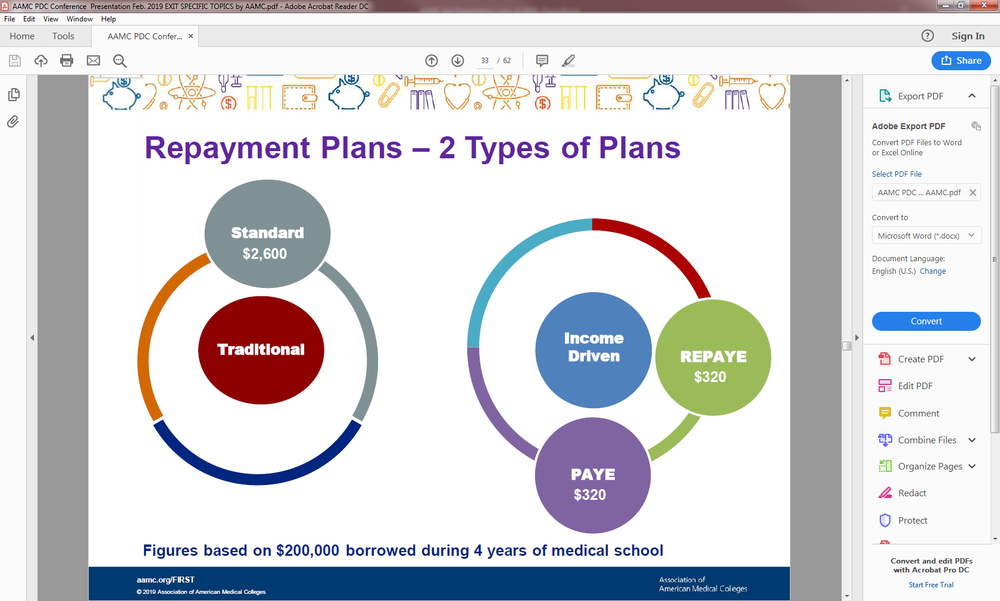 AAMC PDC Conference  Presentation Feb. 2019 EXIT SPECIFIC TOPICS by AAMC.pdf - Adobe Acrobat Reader DC
File Edit View Window Help
Home Tools AAMC PDC Confer... × ? Sign In
33 / 62 Share
Repayment Plans – 2 Types of Plans
Standard
$2,600
Traditional
Income
Driven
REPAYE
$320
PAYE
$320
Figures based on $200,000 borrowed during 4 years of medical school
aamc.org/FIRST
© 2019 Association of American Medical Colleges
Association of
American Medical Colleges
Export PDF
Adobe Export PDF
Convert PDF Files to Word
or Excel Online
Select PDF File
AAMC PDC ... AAMC.pdf
Convert to
Microsoft Word (*.docx)
Document Language:
English (U.S.) Change
Convert
Create PDF
Edit PDF
Comment
Combine Files
Organize Pages
Redact
Protect
Convert and edit PDFs
with Acrobat Pro DC
Start Free Trial